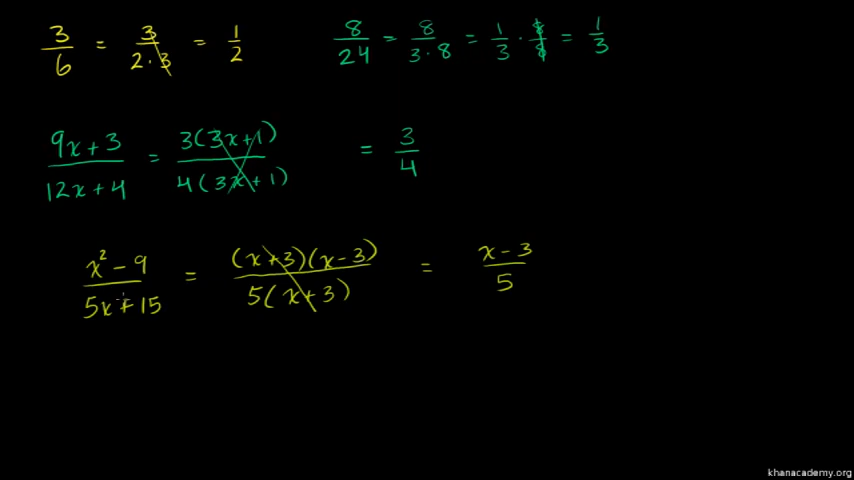 3/6 = 3/(2 · 3) = 1/2    8/24 = 8/(3 · 8) = 1/3 · 8/8 = 1/3
(9x + 3)/(12x + 4) = 3(3x+1)/4(3x+1) = 3/4
(x² - 9)/(5x + 15) = (x+3)(x-3)/5(x+3) = (x-3)/5
khanacademy.org